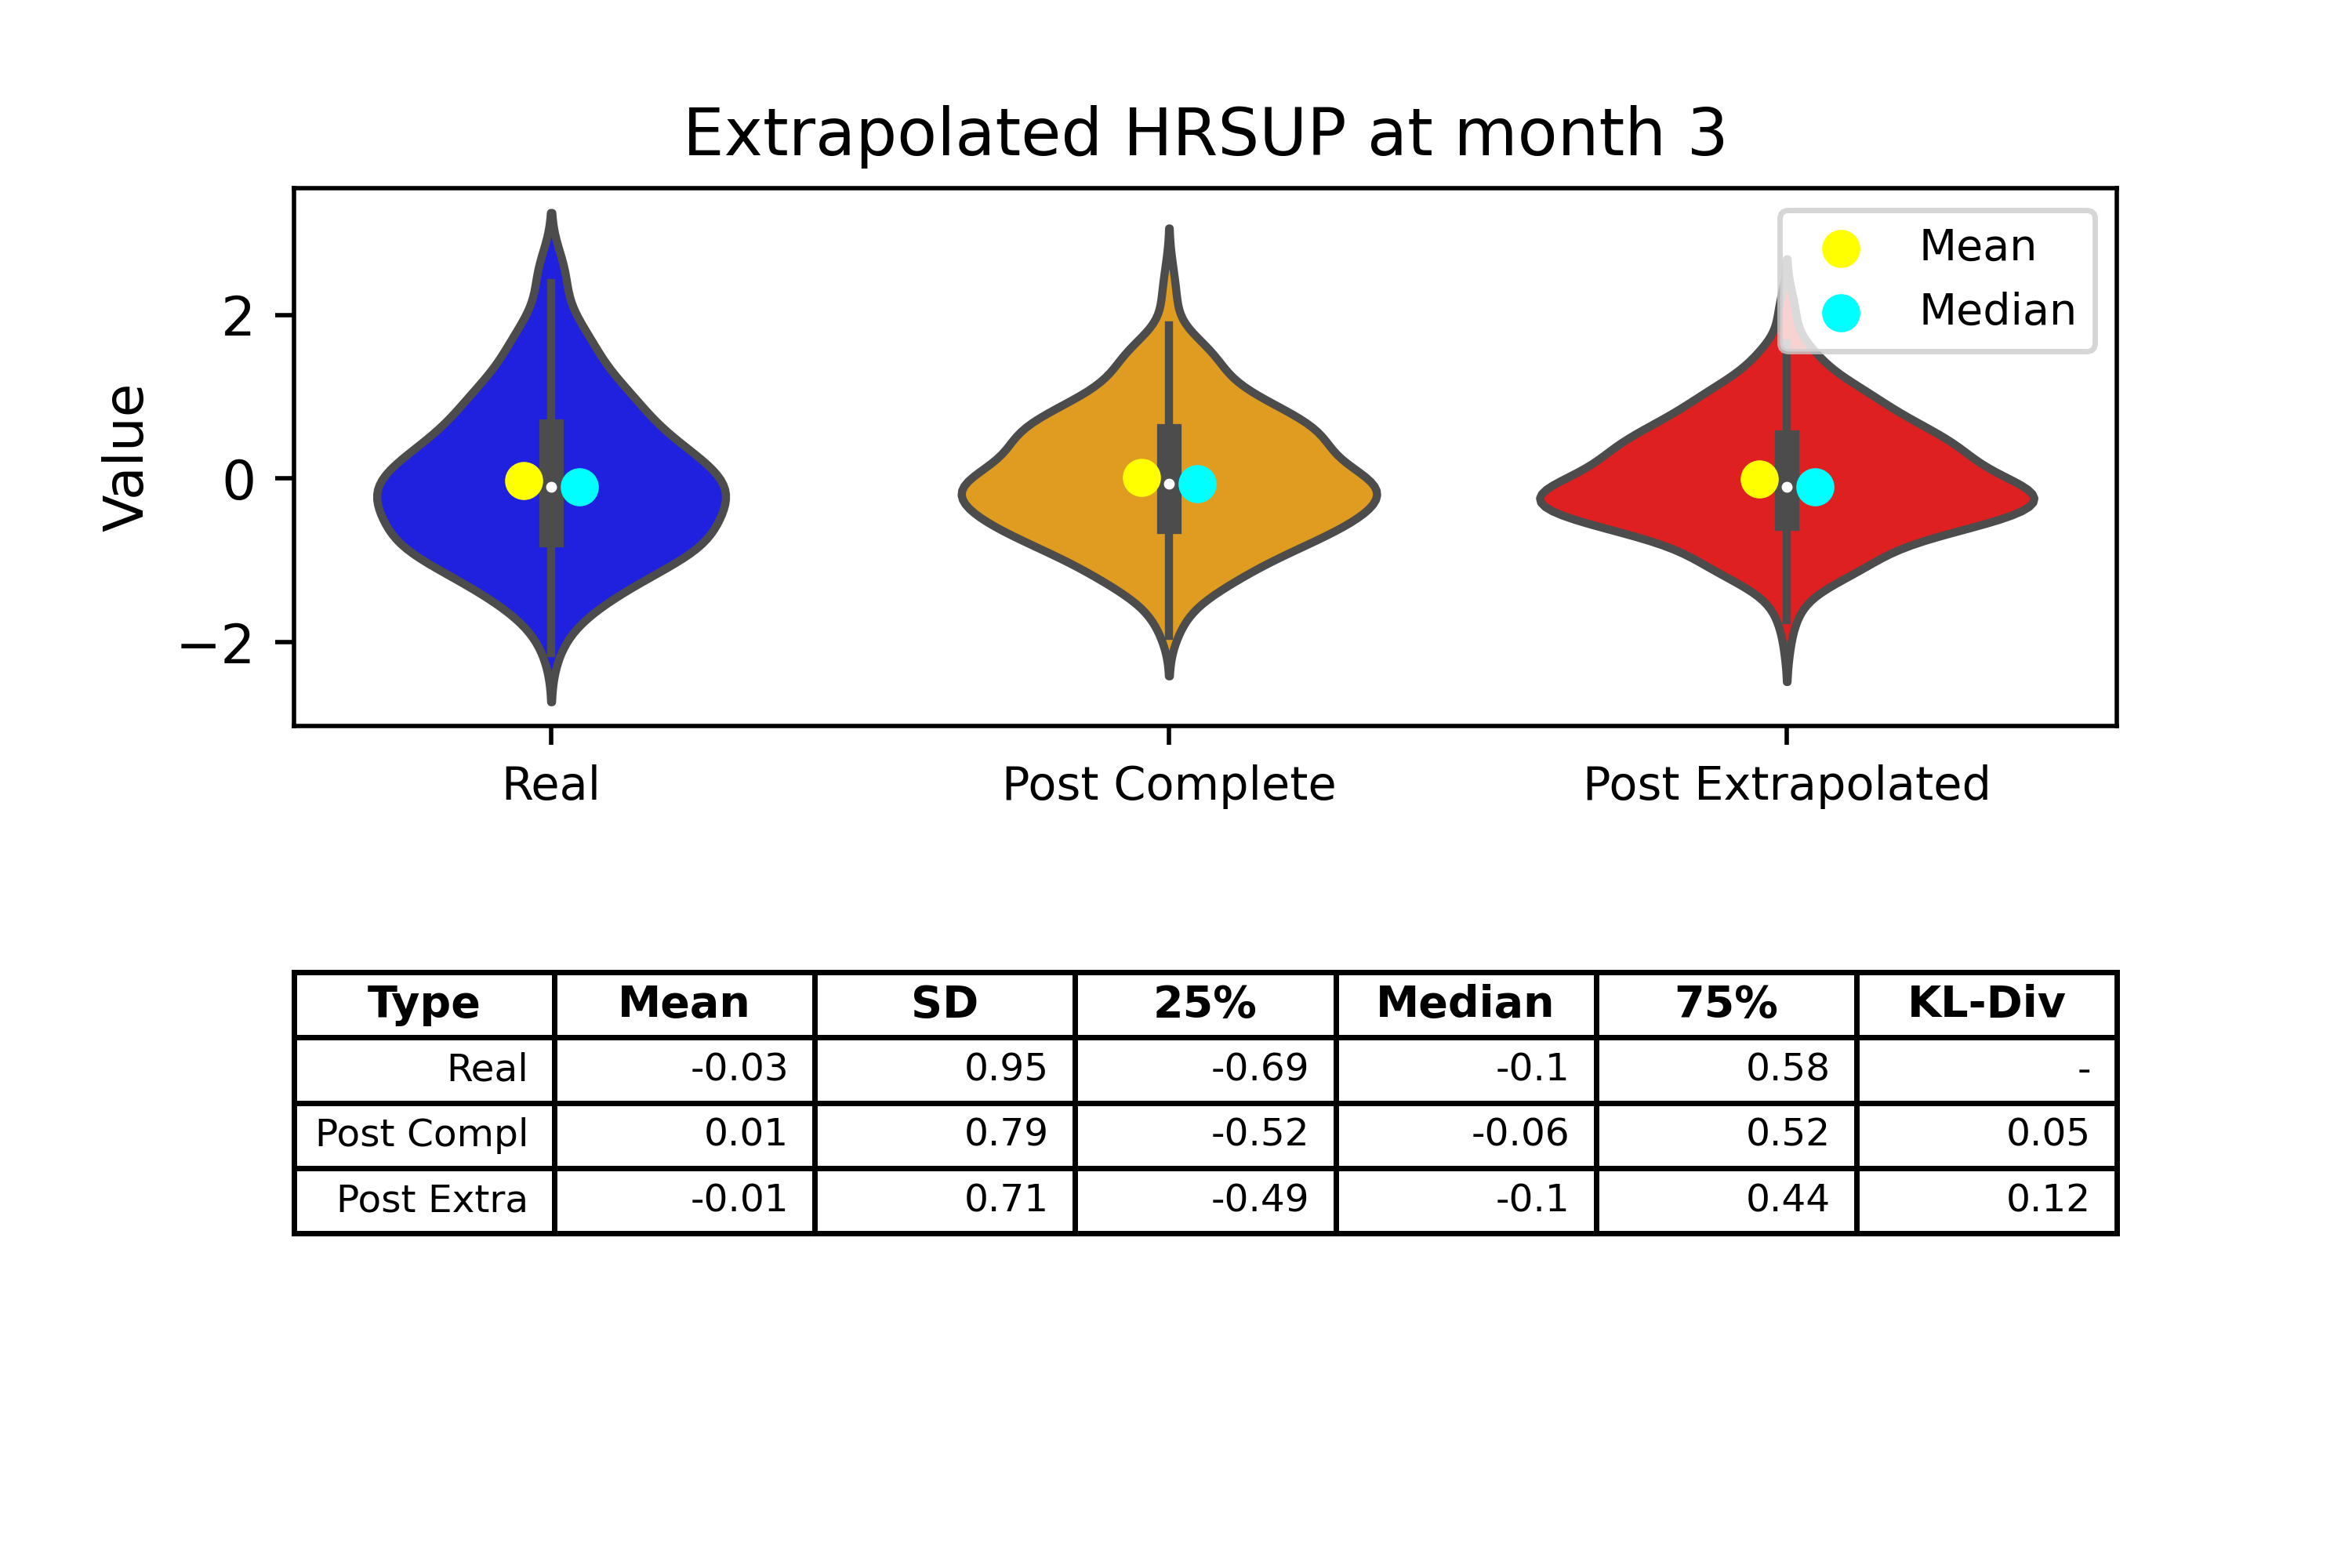 Extrapolated HRSUP at month 3
Mean
Median
2
0
−2
Value
Real Post Complete Post Extrapolated
Type Mean SD 25% Median 75% KL-Div
Real -0.03 0.95 -0.69 -0.1 0.58 -
Post Compl 0.01 0.79 -0.52 -0.06 0.52 0.05
Post Extra -0.01 0.71 -0.49 -0.1 0.44 0.12